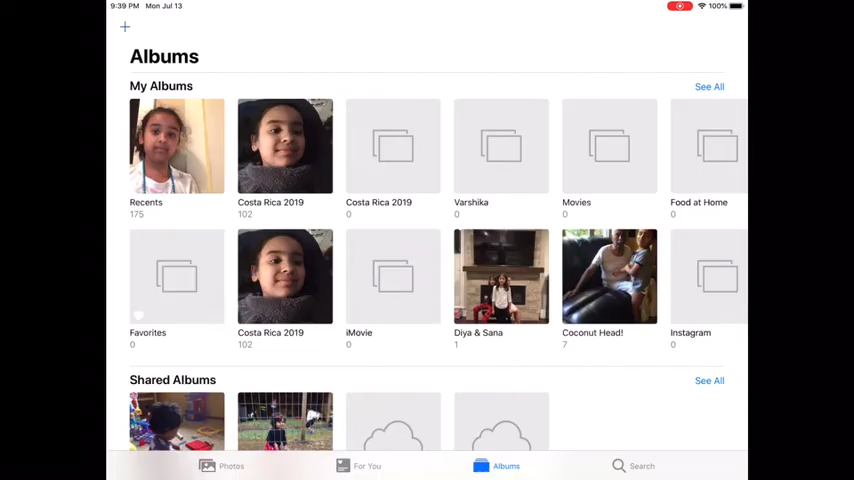 9:39 PM Mon Jul 13 100%
Albums
My Albums See All
Recents Costa Rica 2019 Costa Rica 2019 Varshika Movies Food at Home
175 102 0 0 0 0
Favorites Costa Rica 2019 iMovie Diya & Sana Coconut Head! Instagram
0 102 0 1 7 0
Shared Albums See All
Photos For You Albums Search